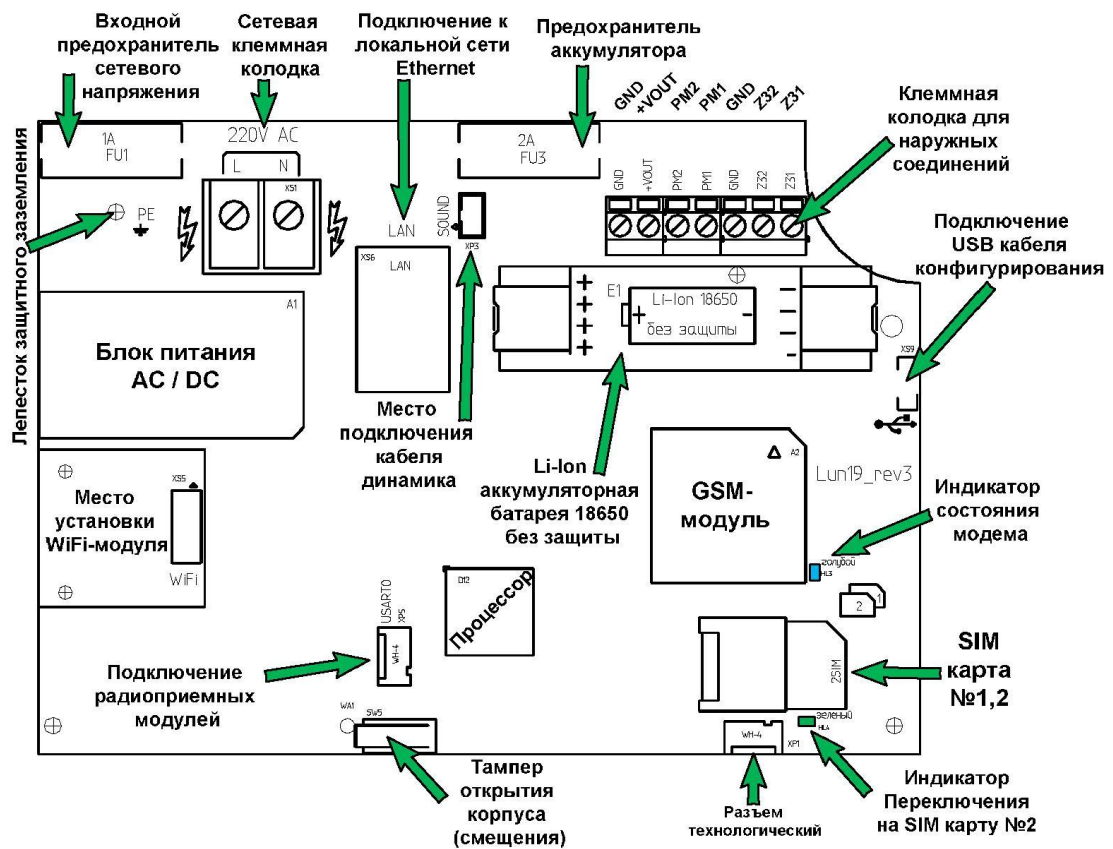 Входной
предохранитель
сетевого
напряжения
Сетевая
клеммная
колодка
Подключение к
локальной сети
Ethernet
Предохранитель
аккумулятора
GND
+VOUT
PM2
PM1
GND
Z32
Z31
Клеммная
колодка для
наружных
соединений
1A
FU1
220V AC
L N
XS1
2A
FU3
GND
+VOUT
PM2
PM1
GND
Z32
Z31
Лепесток защитного заземления
PE
LAN
SOUND
XP3
XS6
LAN
Подключение
USB кабеля
конфигурирования
E1
Li-Ion 18650
без защиты
+ −
+
+
+
+
−
−
−
−
XS9
A1
Блок питания
AC / DC
Место
подключения
кабеля
динамика
Li-Ion
аккумуляторная
батарея 18650
без защиты
A2
GSM-
модуль
Lun19_rev3
Индикатор
состояния
модема
XS5
Место
установки
WiFi-модуля
WiFi
голубой
HL3
1
2
D12
Процессор
USART0
XP5
WH-4
Подключение
радиоприемных
модулей
2SIM
SIM
карта
№1,2
WA1
SW5
зеленый
HL4
WH-4
XP1
Тампер
открытия
корпуса
(смещения)
Разъем
технологический
Индикатор
Переключения
на SIM карту №2